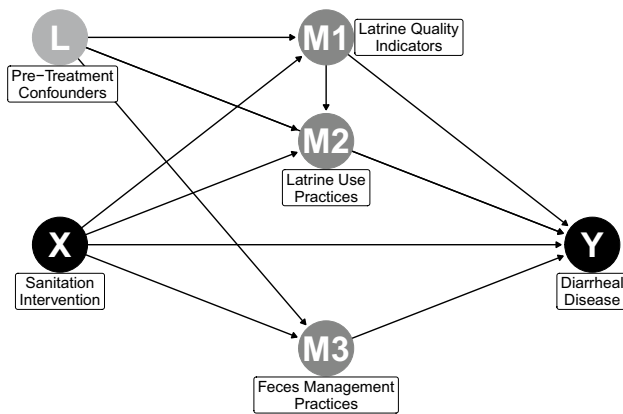 L
Pre−Treatment
Confounders
M1
Latrine Quality
Indicators
M2
Latrine Use
Practices
X
Sanitation
Intervention
Y
Diarrheal
Disease
M3
Feces Management
Practices